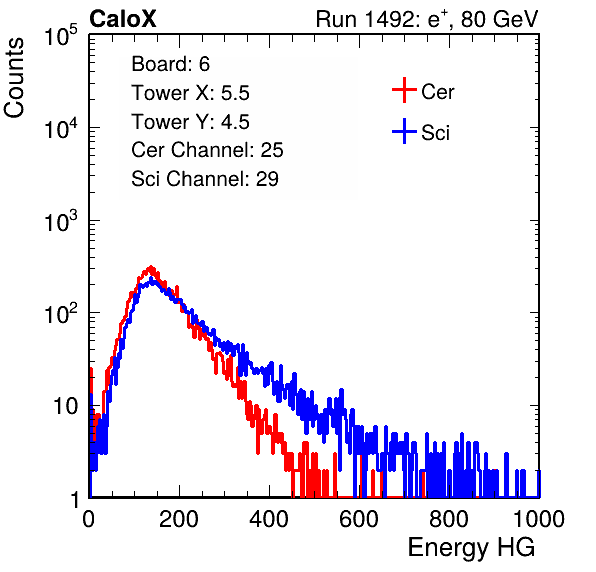 CaloX Run 1492: e⁺, 80 GeV
Counts
Board: 6
Tower X: 5.5
Tower Y: 4.5
Cer Channel: 25
Sci Channel: 29
Cer
Sci
10⁵
10⁴
10³
10²
10
1
0 200 400 600 800 1000
Energy HG